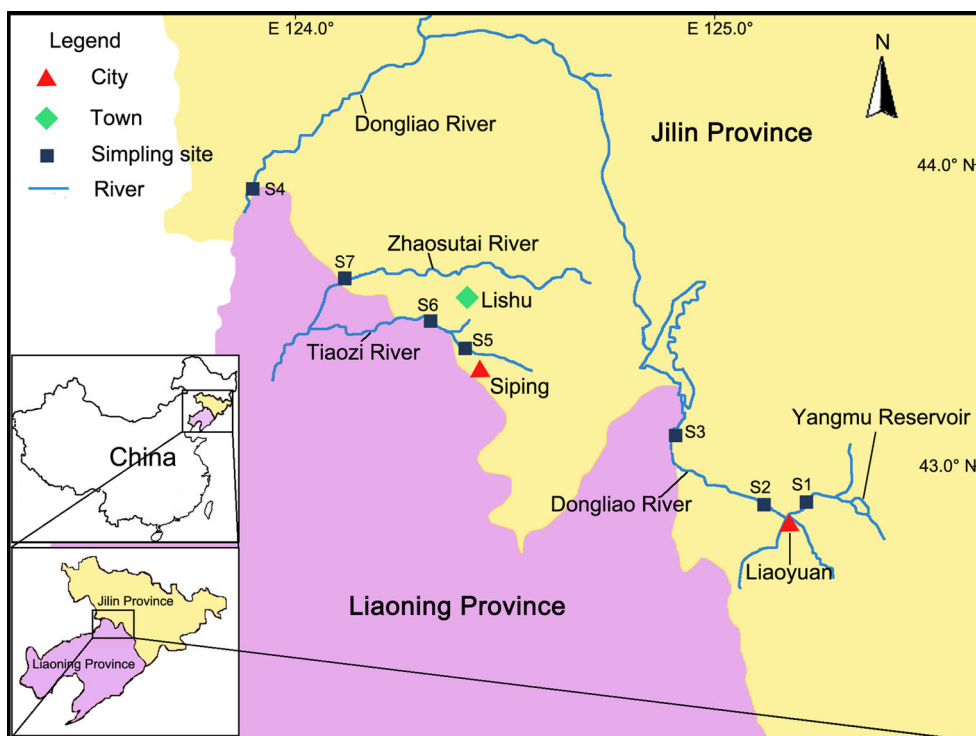 E 124.0°
E 125.0°
Legend
City
Town
Simpling site
River
N
Dongliao River
Jilin Province
44.0° N
S4
Zhaosutai River
S7
Lishu
S6
S5
Tiaozi River
Siping
Yangmu Reservoir
S3
43.0° N
China
S2
S1
Dongliao River
Liaoyuan
Liaoning Province
Jilin Province
Liaoning Province